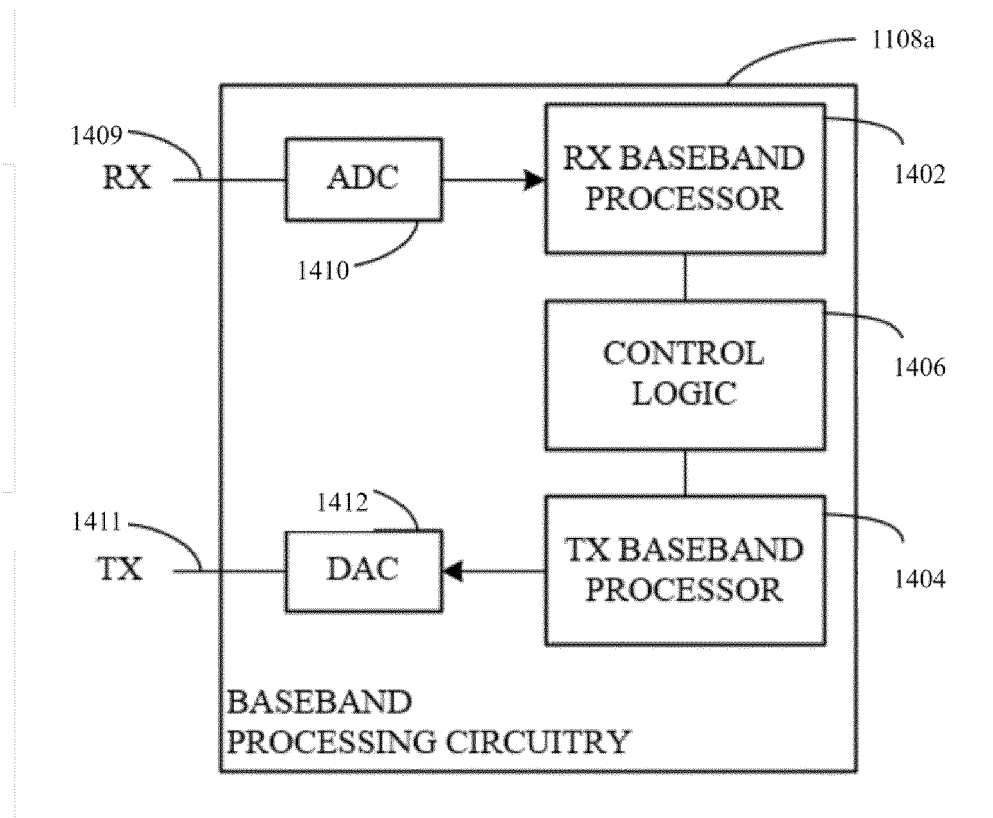 1108a
1409
RX
ADC
1410
RX BASEBAND
PROCESSOR
1402
CONTROL
LOGIC
1406
1411
TX
1412
DAC
TX BASEBAND
PROCESSOR
1404
BASEBAND
PROCESSING CIRCUITRY